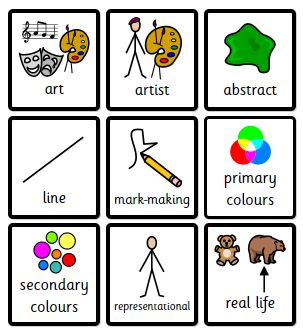 art
artist
abstract
line
mark-making
primary
colours
secondary
colours
representational
real life